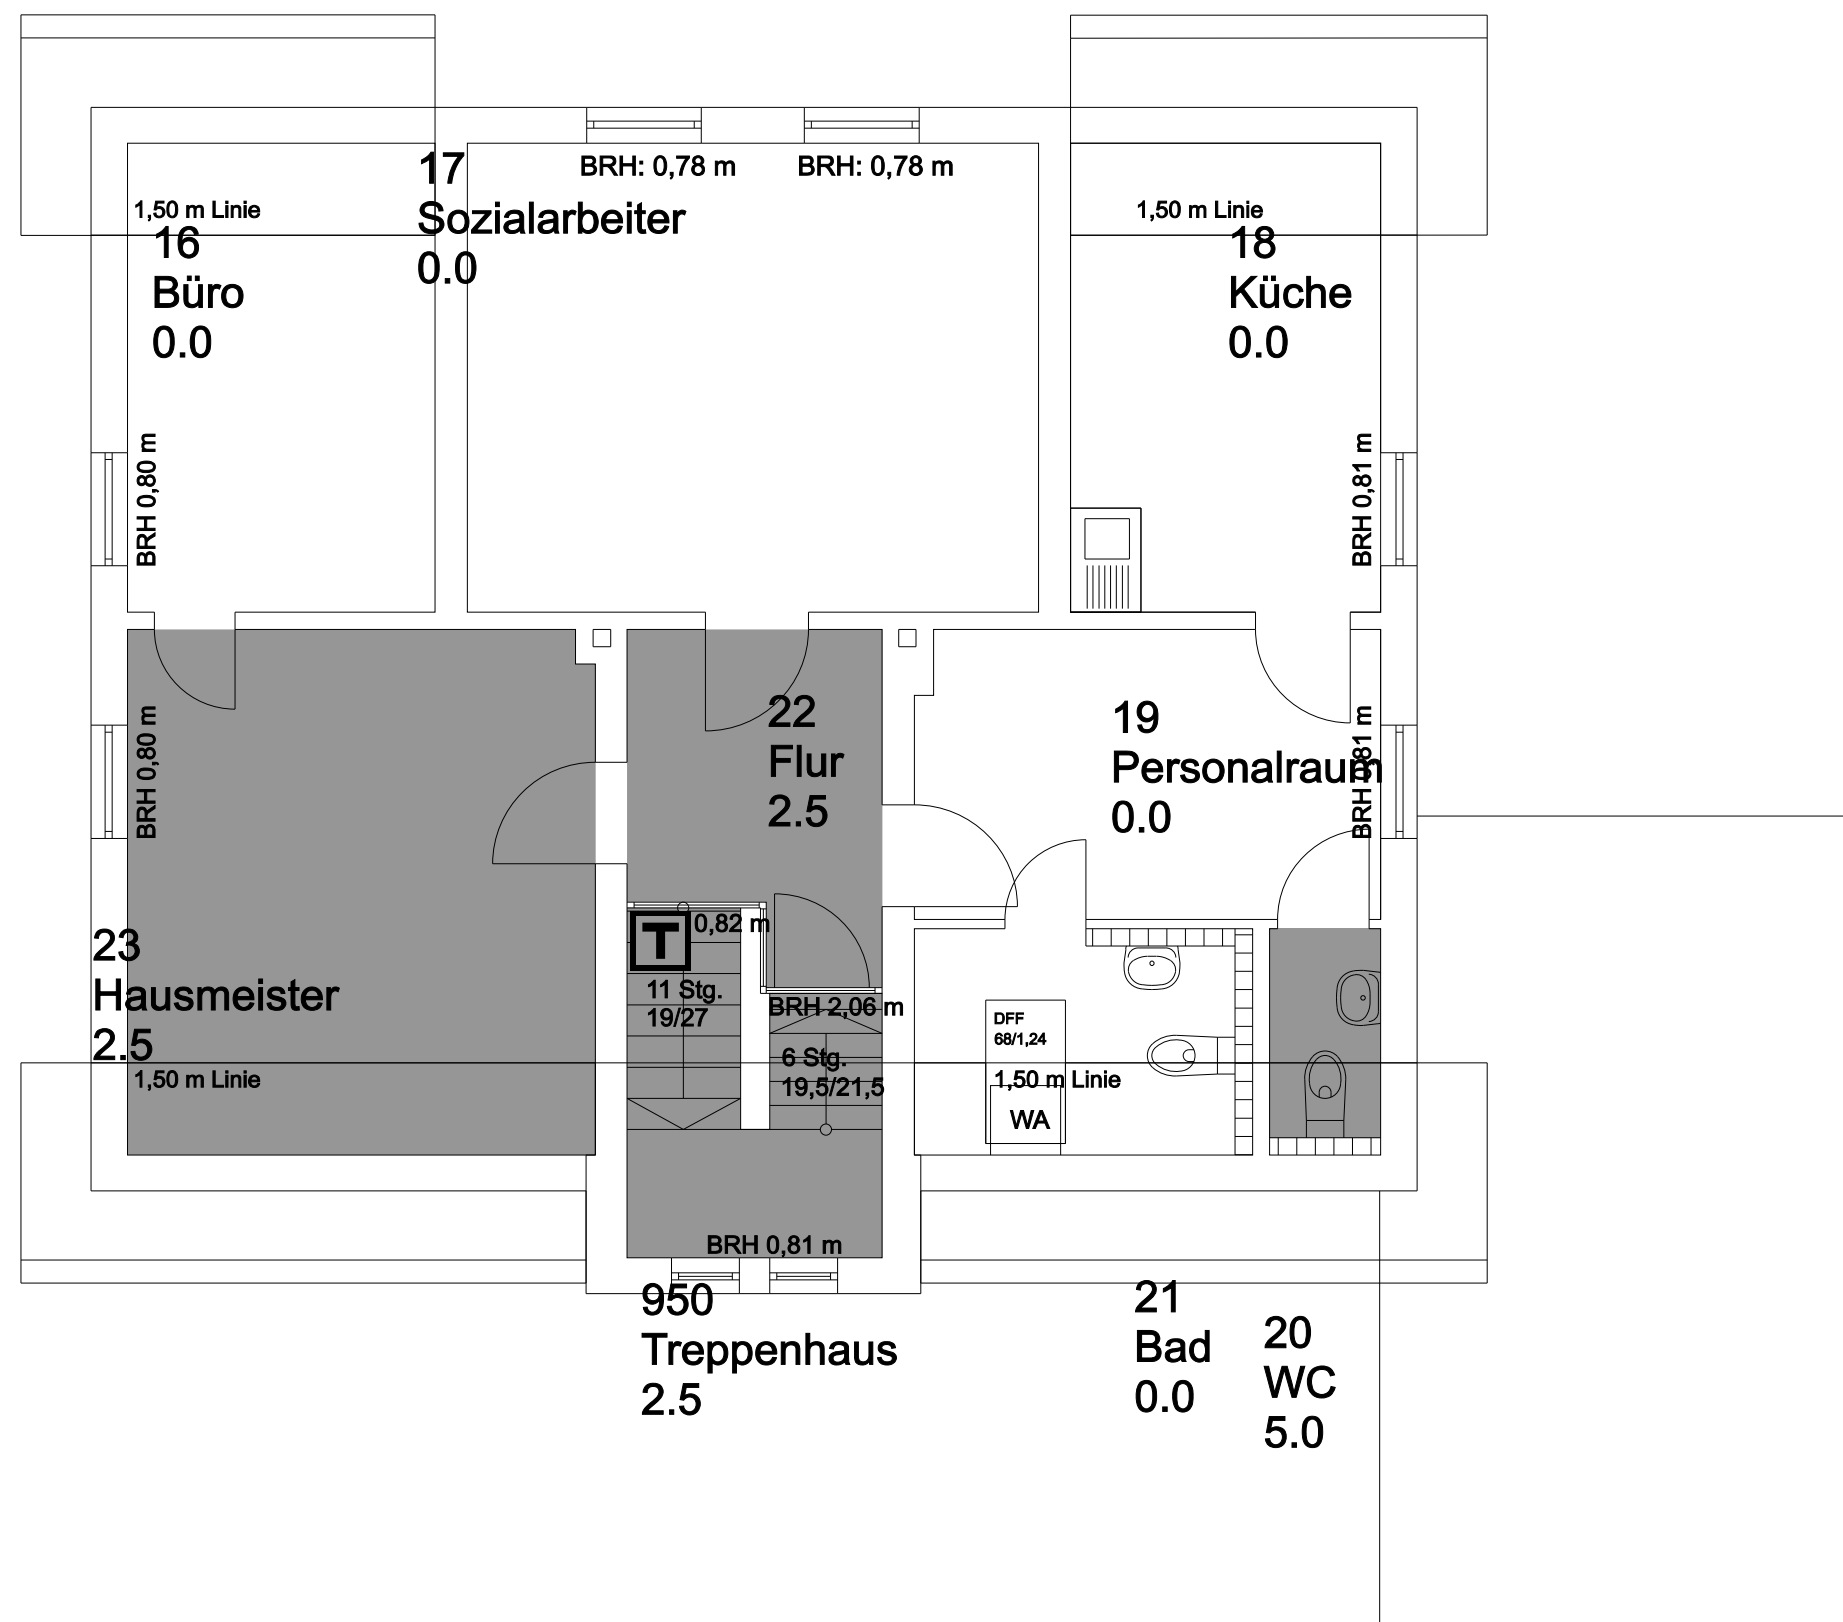 17
Sozialarbeiter
0.0
BRH: 0,78 m
BRH: 0,78 m
1,50 m Linie
16
Büro
0.0
1,50 m Linie
18
Küche
0.0
BRH 0,80 m
BRH 0,81 m
22
Flur
2.5
19
Personalraum
0.0
BRH 0,80 m
BRH 0,81 m
23
Hausmeister
2.5
1,50 m Linie
T
0,82 m
11 Stg.
19/27
BRH 2,06 m
6 Stg.
19,5/21,5
DFF
68/1,24
1,50 m Linie
WA
BRH 0,81 m
950
Treppenhaus
2.5
21
Bad
0.0
20
WC
5.0